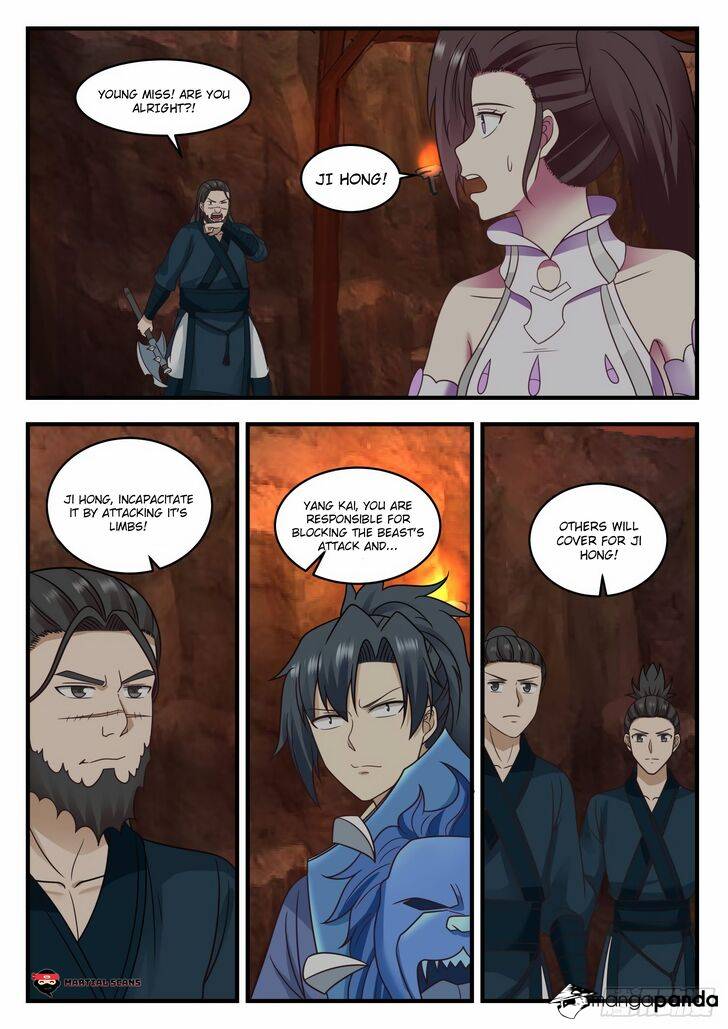 YOUNG MISS! ARE YOU
ALRIGHT?!
JI HONG!
JI HONG, INCAPACITATE
IT BY ATTACKING IT'S
LIMBS!
YANG KAI, YOU ARE
RESPONSIBLE FOR
BLOCKING THE BEAST'S
ATTACK AND...
OTHERS WILL
COVER FOR JI
HONG!
MARTIAL SCANS
mangapanda